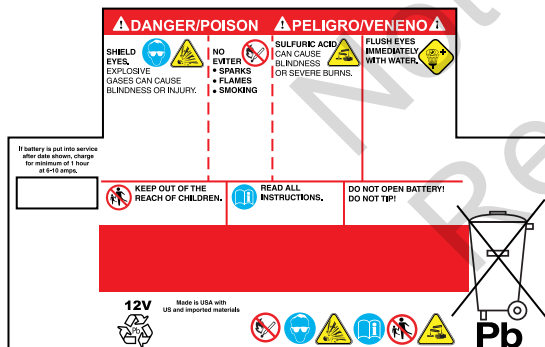 DANGER/POISON
PELIGRO/VENENO
SHIELD
EYES.
EXPLOSIVE
GASES CAN CAUSE
BLINDNESS OR INJURY.
NO
EVITER
• SPARKS
• FLAMES
• SMOKING
SULFURIC ACID
CAN CAUSE
BLINDNESS
OR SEVERE BURNS.
FLUSH EYES
IMMEDIATELY
WITH WATER.
If battery is put into service
after date shown, charge
for minimum of 1 hour
at 6-10 amps.
KEEP OUT OF THE
REACH OF CHILDREN.
READ ALL
INSTRUCTIONS.
DO NOT OPEN BATTERY!
DO NOT TIP!
12V
Pb
Made is USA with
US and imported materials
Pb
Not
Re